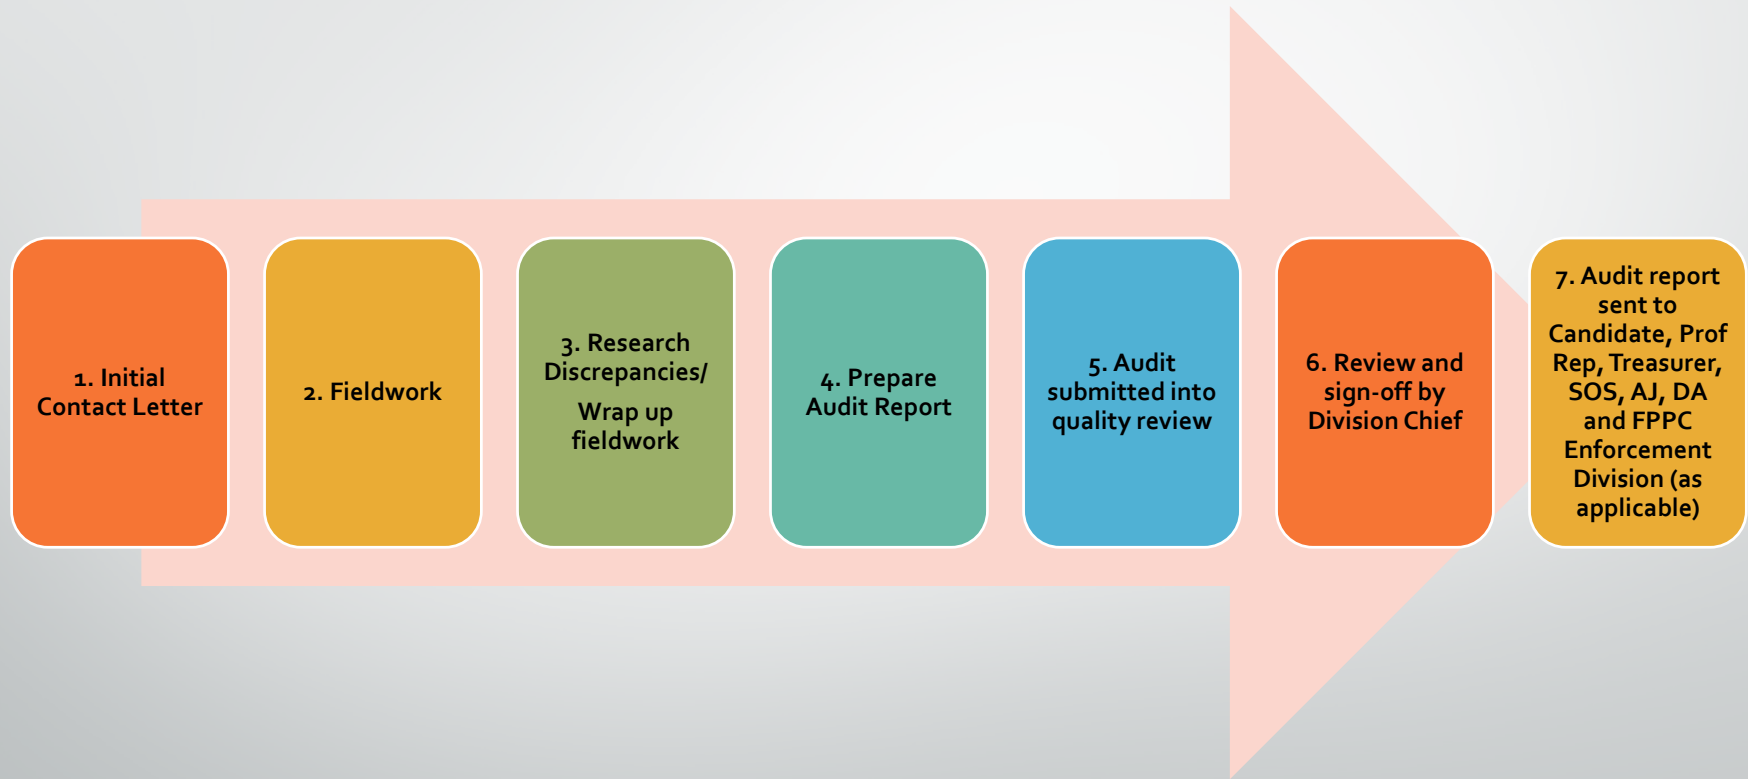 1. Initial
Contact Letter
2. Fieldwork
3. Research
Discrepancies/
Wrap up
fieldwork
4. Prepare
Audit Report
5. Audit
submitted into
quality review
6. Review and
sign-off by
Division Chief
7. Audit report
sent to
Candidate, Prof
Rep, Treasurer,
SOS, AJ, DA
and FPPC
Enforcement
Division (as
applicable)